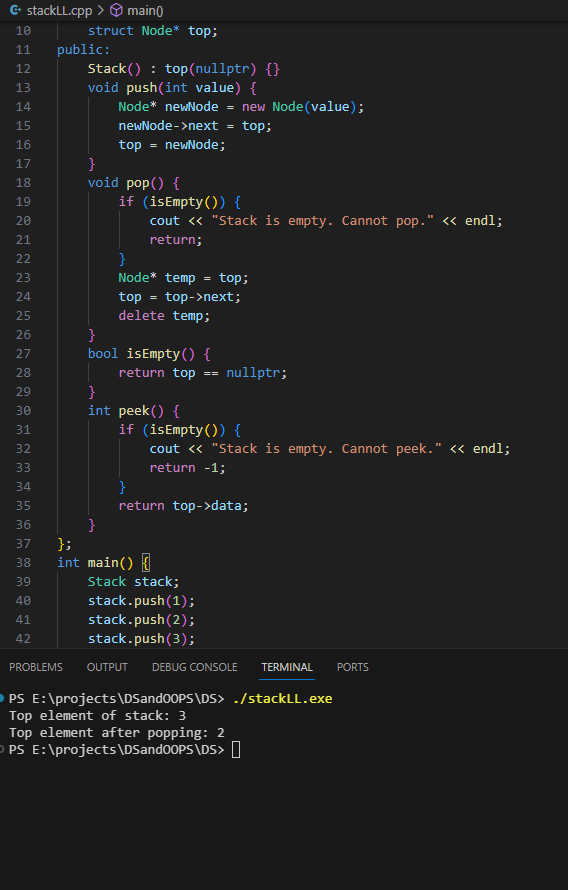 stackLL.cpp > main()
10 struct Node* top;
11 public:
12 Stack() : top(nullptr) {}
13 void push(int value) {
14 Node* newNode = new Node(value);
15 newNode->next = top;
16 top = newNode;
17 }
18 void pop() {
19 if (isEmpty()) {
20 cout << "Stack is empty. Cannot pop." << endl;
21 return;
22 }
23 Node* temp = top;
24 top = top->next;
25 delete temp;
26 }
27 bool isEmpty() {
28 return top == nullptr;
29 }
30 int peek() {
31 if (isEmpty()) {
32 cout << "Stack is empty. Cannot peek." << endl;
33 return -1;
34 }
35 return top->data;
36 }
37 };
38 int main() {
39 Stack stack;
40 stack.push(1);
41 stack.push(2);
42 stack.push(3);
PROBLEMS OUTPUT DEBUG CONSOLE TERMINAL PORTS
PS E:\projects\DSandOOPS\DS> ./stackLL.exe
Top element of stack: 3
Top element after popping: 2
PS E:\projects\DSandOOPS\DS>